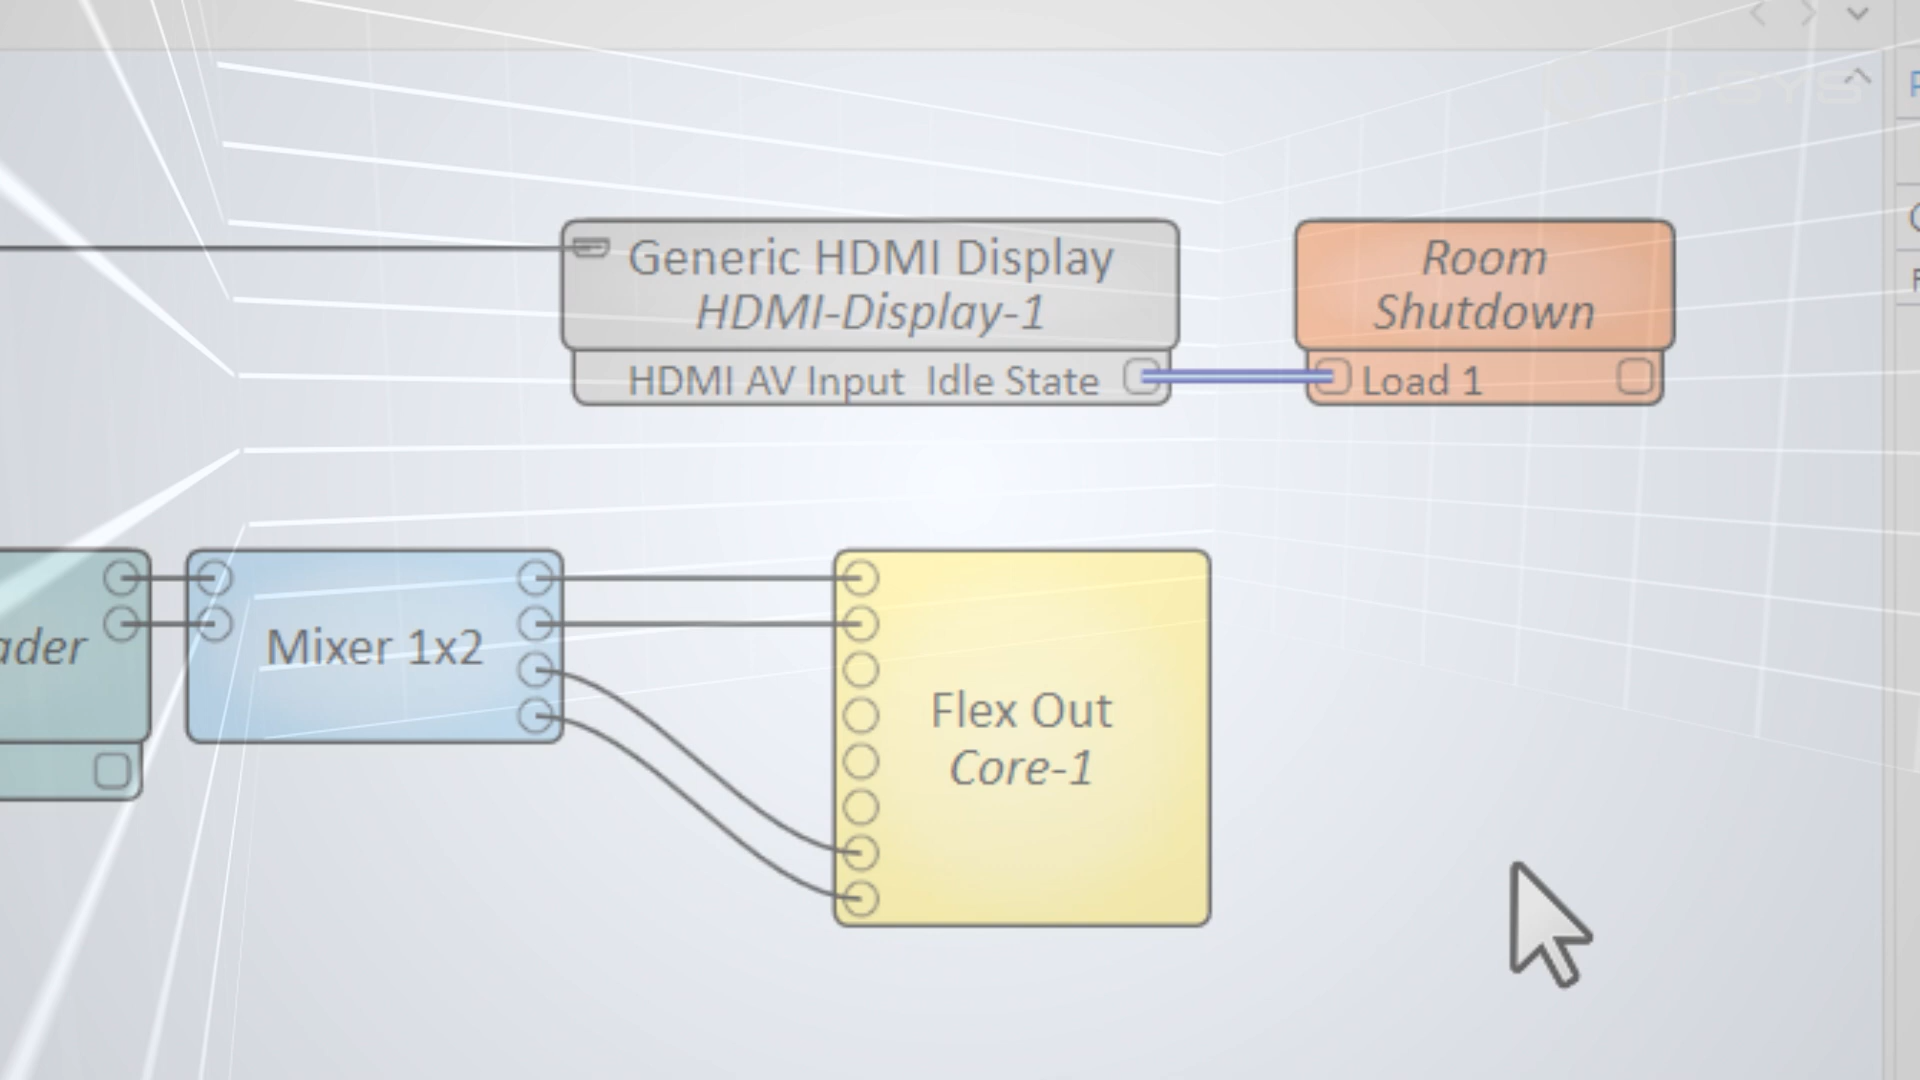 Generic HDMI Display
HDMI-Display-1
HDMI AV Input Idle State
Room
Shutdown
Load 1
ader
Mixer 1x2
Flex Out
Core-1